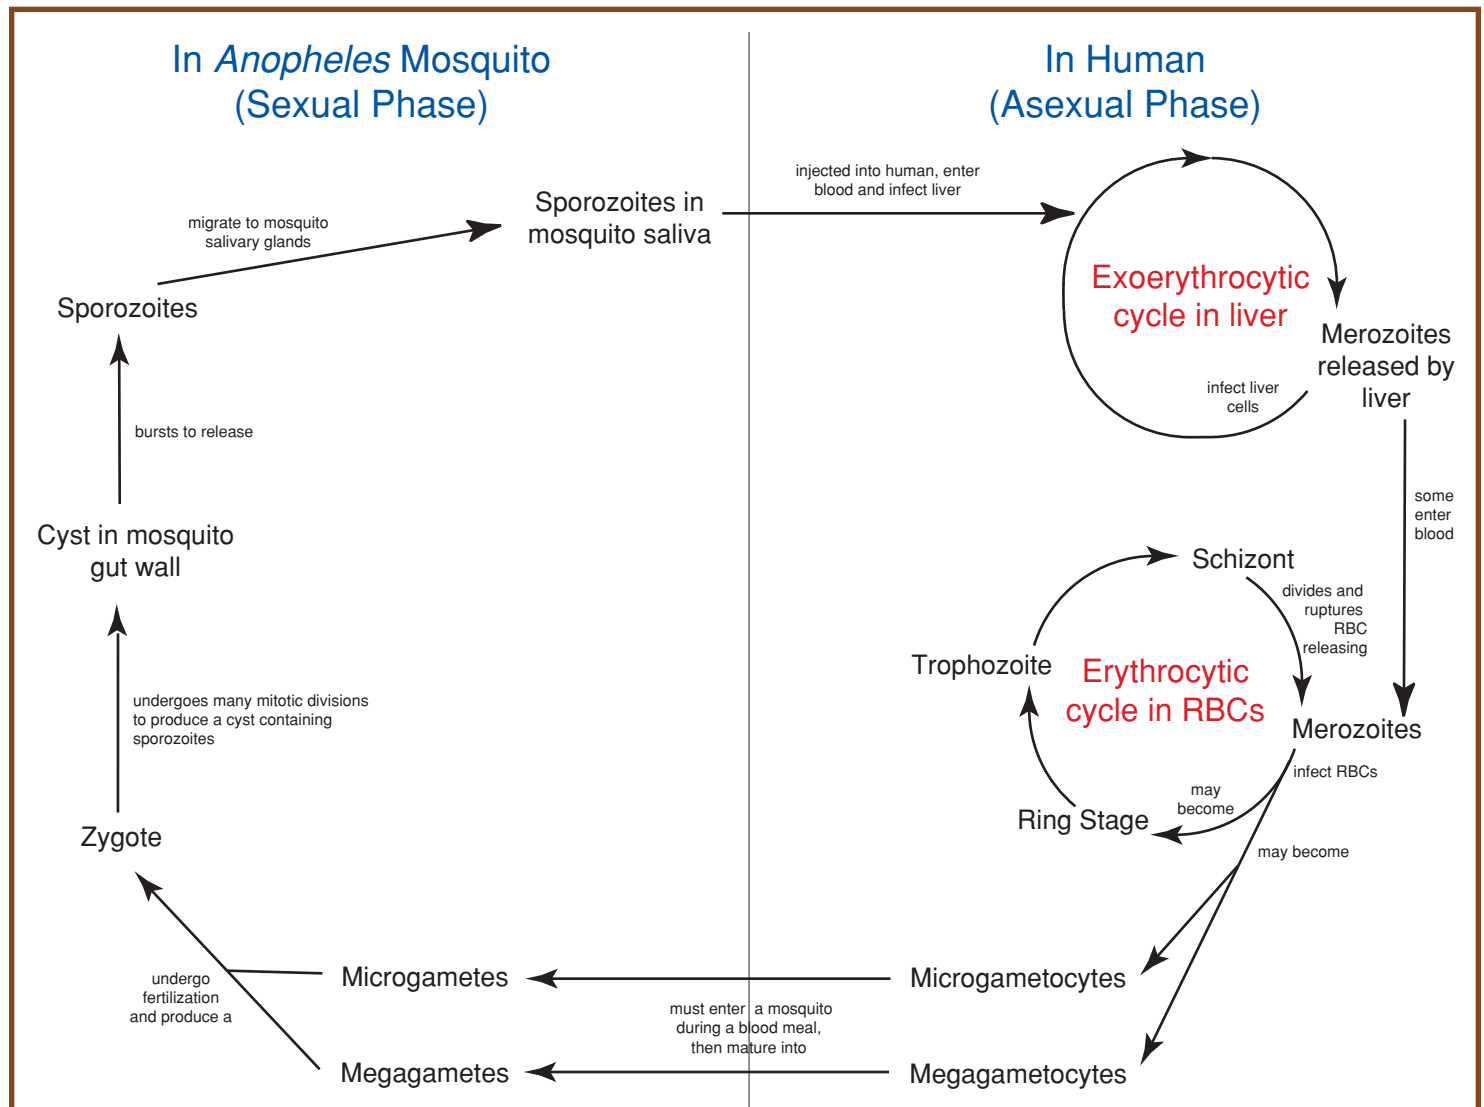 In Anopheles Mosquito
(Sexual Phase)
In Human
(Asexual Phase)
injected into human, enter
blood and infect liver
Sporozoites in
mosquito saliva
migrate to mosquito
salivary glands
Sporozoites
Exoerythrocytic
cycle in liver
Merozoites
released by
liver
infect liver
cells
bursts to release
some
enter
blood
Cyst in mosquito
gut wall
Schizont
divides and
ruptures
RBC
releasing
Trophozoite
Erythrocytic
cycle in RBCs
undergoes many mitotic divisions
to produce a cyst containing
sporozoites
Merozoites
infect RBCs
may
become
Ring Stage
Zygote
may become
undergo
fertilization
and produce a
Microgametes
Microgametocytes
must enter a mosquito
during a blood meal,
then mature into
Megagametes
Megagametocytes